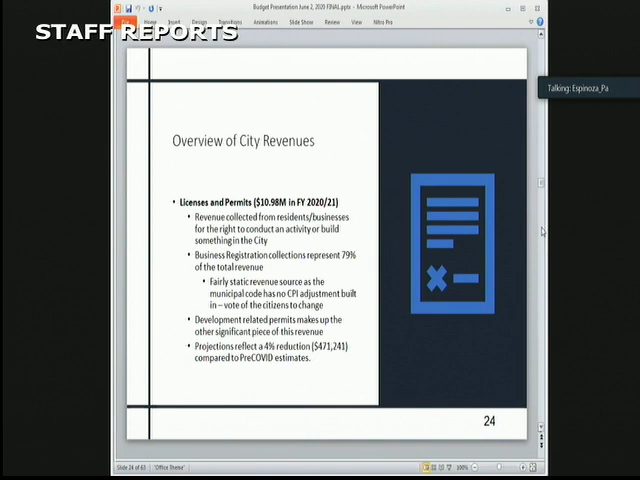 Budget Presentation June 2, 2020 FINAL.pptx - Microsoft PowerPoint
File Home Insert Design Transitions Animations Slide Show Review View Nitro Pro
STAFF REPORTS
Talking: Espinoza_Pa
Overview of City Revenues
• Licenses and Permits ($10.98M in FY 2020/21)
• Revenue collected from residents/businesses
for the right to conduct an activity or build
something in the City
• Business Registration collections represent 79%
of the total revenue
• Fairly static revenue source as the
municipal code has no CPI adjustment built
in – vote of the citizens to change
• Development related permits makes up the
other significant piece of this revenue
• Projections reflect a 4% reduction ($471,241)
compared to PreCOVID estimates.
24
Slide 24 of 63 "Office Theme" 100%